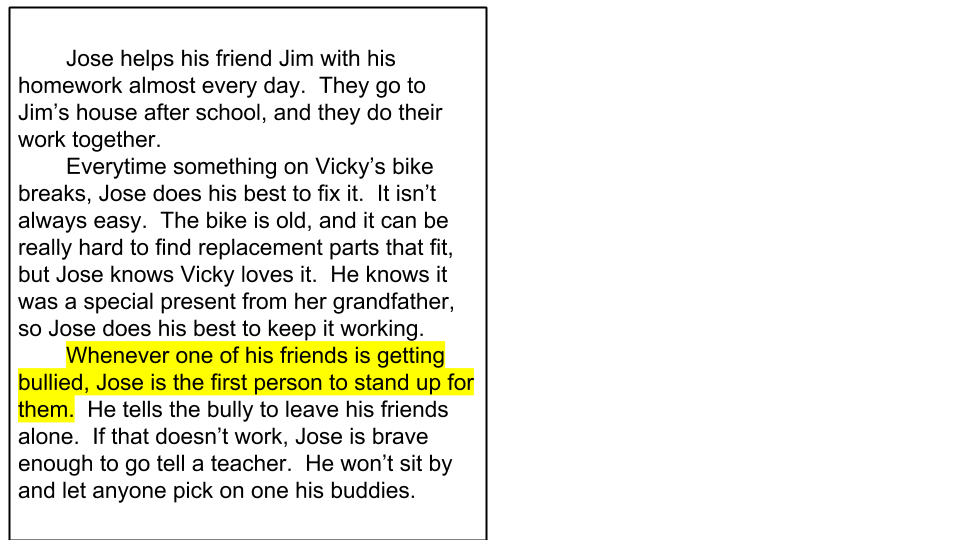 Jose helps his friend Jim with his
homework almost every day.  They go to
Jim's house after school, and they do their
work together.
Everytime something on Vicky's bike
breaks, Jose does his best to fix it.  It isn't
always easy.  The bike is old, and it can be
really hard to find replacement parts that fit,
but Jose knows Vicky loves it.  He knows it
was a special present from her grandfather,
so Jose does his best to keep it working.
Whenever one of his friends is getting
bullied, Jose is the first person to stand up for
them.  He tells the bully to leave his friends
alone.  If that doesn't work, Jose is brave
enough to go tell a teacher.  He won't sit by
and let anyone pick on one his buddies.